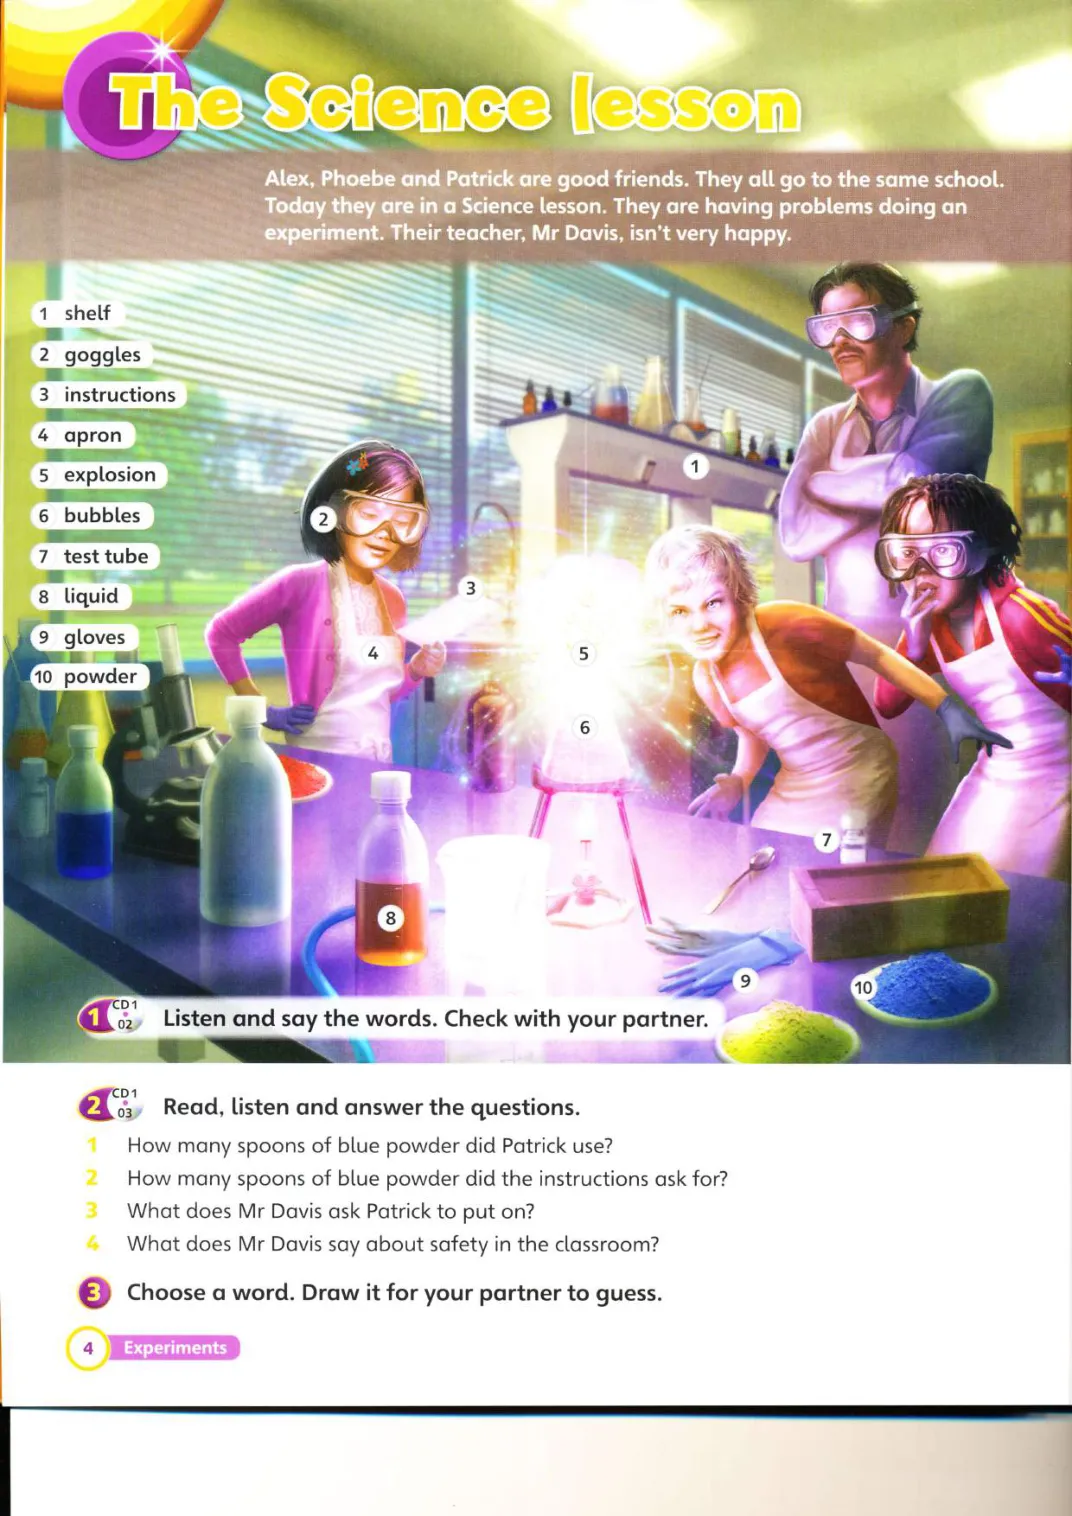 The Science lesson
Alex, Phoebe and Patrick are good friends. They all go to the same school.
Today they are in a Science lesson. They are having problems doing an
experiment. Their teacher, Mr Davis, isn't very happy.
1 shelf
2 goggles
3 instructions
4 apron
5 explosion
6 bubbles
7 test tube
8 liquid
9 gloves
10 powder
1
2
3
4
5
6
7
8
9
10
1 CD1 02 Listen and say the words. Check with your partner.
2 CD1 03 Read, listen and answer the questions.
1 How many spoons of blue powder did Patrick use?
2 How many spoons of blue powder did the instructions ask for?
3 What does Mr Davis ask Patrick to put on?
4 What does Mr Davis say about safety in the classroom?
3 Choose a word. Draw it for your partner to guess.
4 Experiments